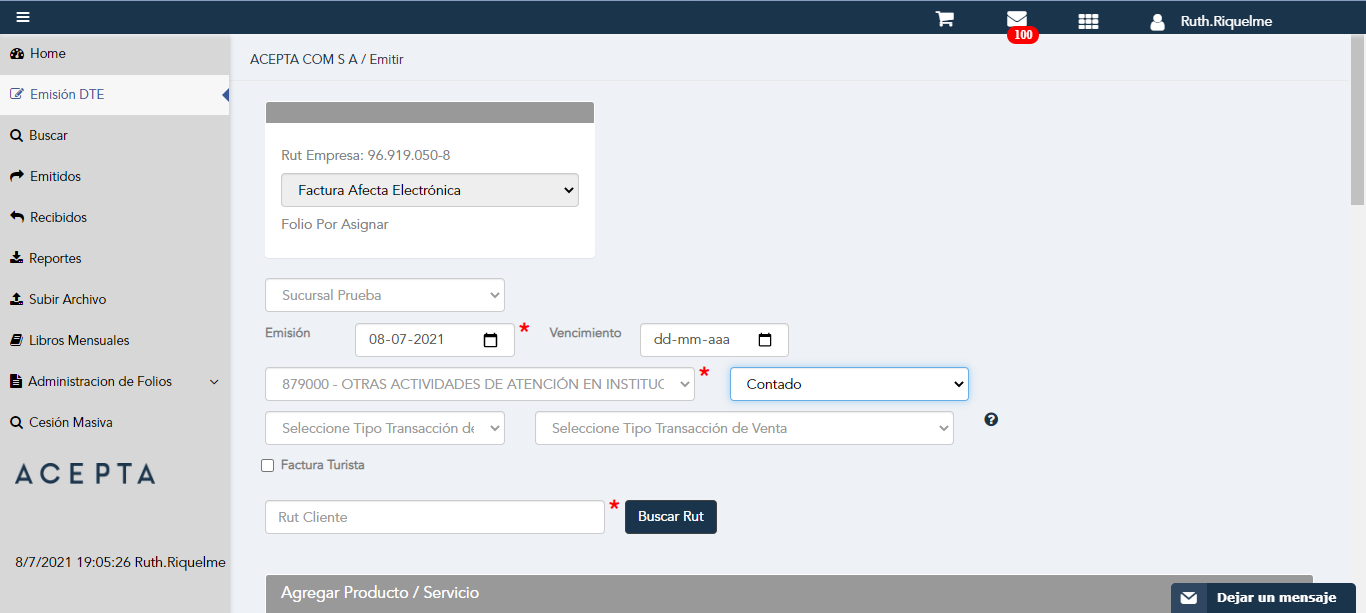 100
Ruth.Riquelme
Home
Emisión DTE
Buscar
Emitidos
Recibidos
Reportes
Subir Archivo
Libros Mensuales
Administracion de Folios
Cesión Masiva
ACEPTA
8/7/2021 19:05:26 Ruth.Riquelme
ACEPTA COM S A / Emitir
Rut Empresa: 96.919.050-8
Factura Afecta Electrónica
Folio Por Asignar
Sucursal Prueba
Emisión 08-07-2021 * Vencimiento dd-mm-aaa
879000 - OTRAS ACTIVIDADES DE ATENCIÓN EN INSTITUC * Contado
Seleccione Tipo Transacción de Seleccione Tipo Transacción de Venta ?
Factura Turista
Rut Cliente * Buscar Rut
Agregar Producto / Servicio
Dejar un mensaje